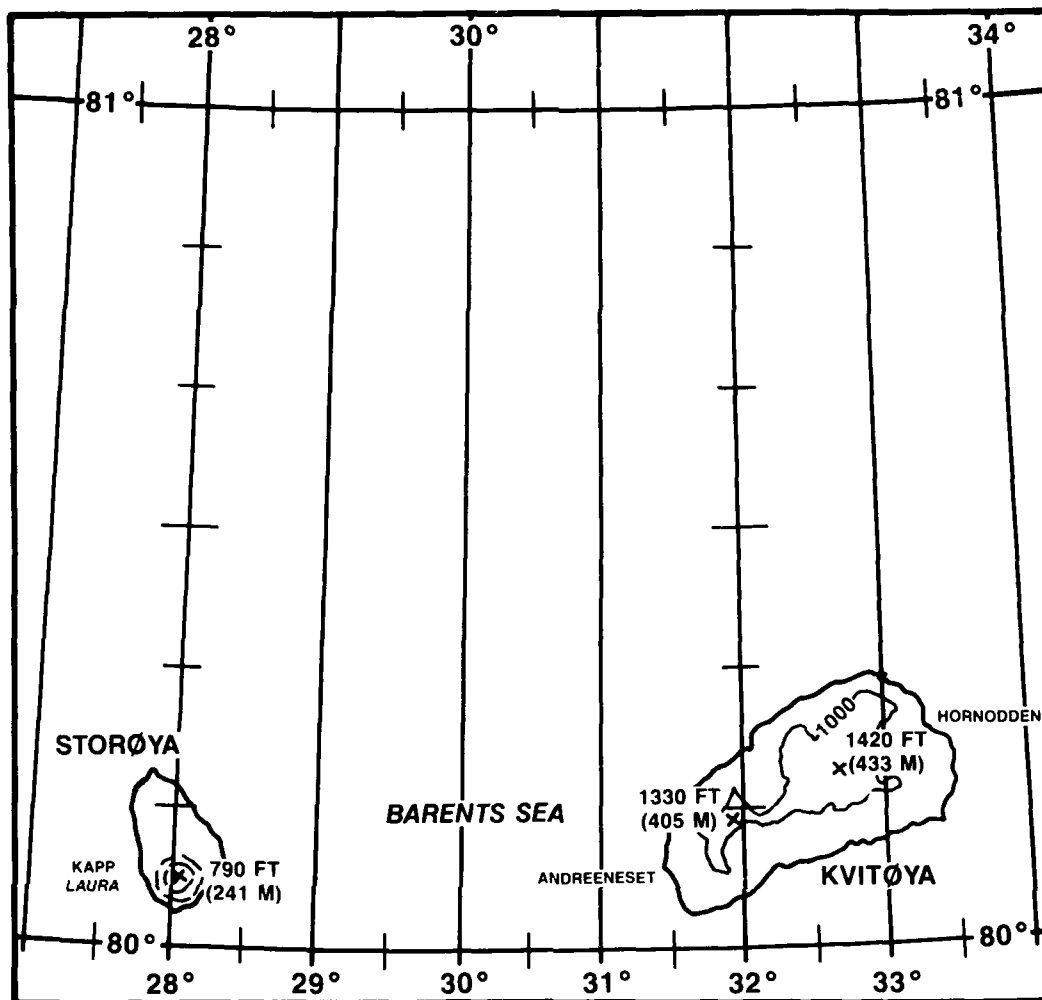 28°
30°
34°
81°
81°
1000
HORNODDEN
STORØYA
1420 FT
(433 M)
1330 FT
(405 M)
BARENTS SEA
KAPP
LAURA
790 FT
(241 M)
ANDREENESET
KVITØYA
80°
80°
28°
29°
30°
31°
32°
33°